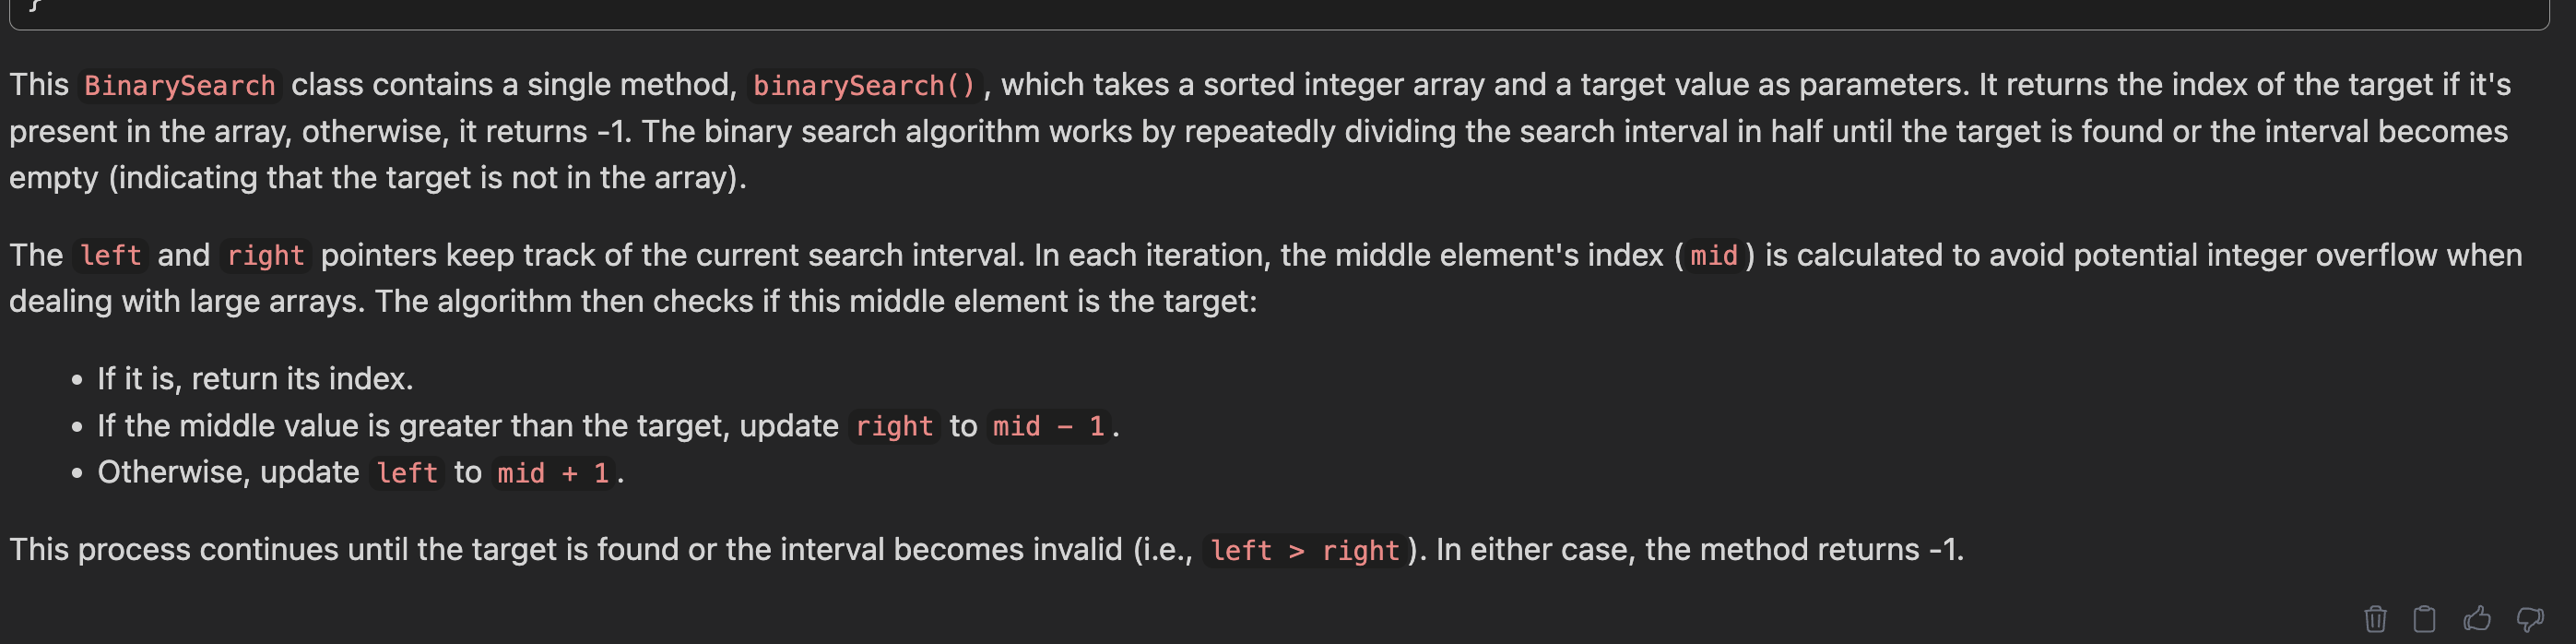 }
This BinarySearch class contains a single method, binarySearch(), which takes a sorted integer array and a target value as parameters. It returns the index of the target if it's
present in the array, otherwise, it returns -1. The binary search algorithm works by repeatedly dividing the search interval in half until the target is found or the interval becomes
empty (indicating that the target is not in the array).
The left and right pointers keep track of the current search interval. In each iteration, the middle element's index (mid) is calculated to avoid potential integer overflow when
dealing with large arrays. The algorithm then checks if this middle element is the target:
• If it is, return its index.
• If the middle value is greater than the target, update right to mid - 1.
• Otherwise, update left to mid + 1.
This process continues until the target is found or the interval becomes invalid (i.e., left > right). In either case, the method returns -1.